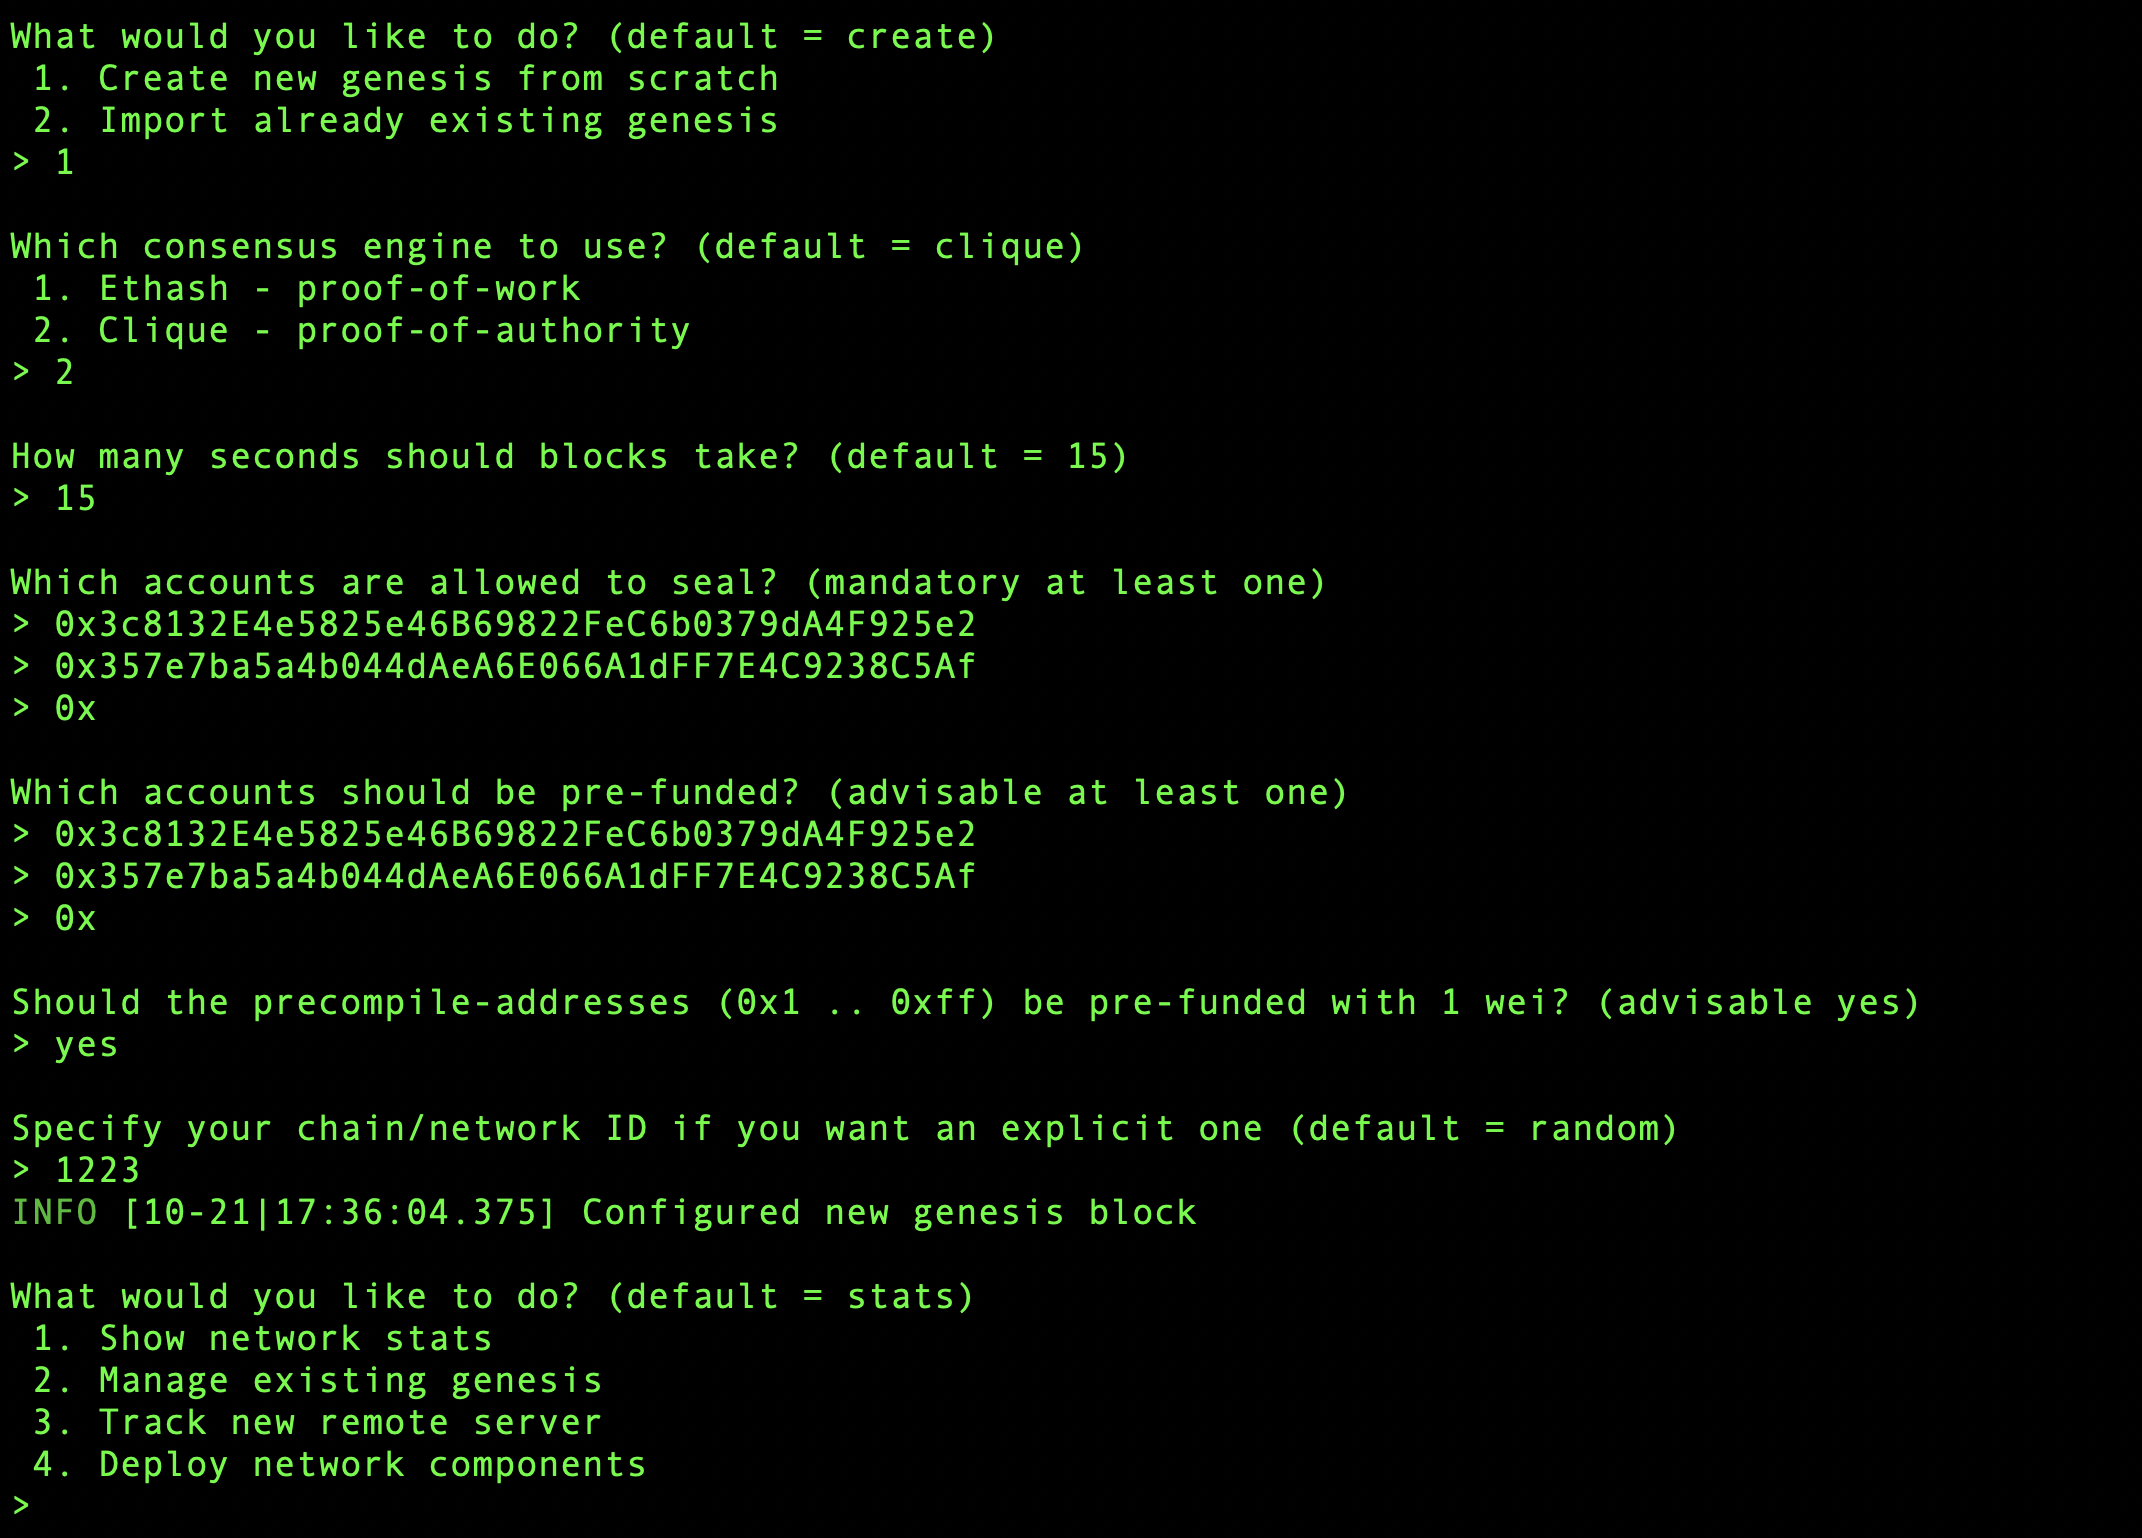 What would you like to do? (default = create)
 1. Create new genesis from scratch
 2. Import already existing genesis
> 1

Which consensus engine to use? (default = clique)
 1. Ethash - proof-of-work
 2. Clique - proof-of-authority
> 2

How many seconds should blocks take? (default = 15)
> 15

Which accounts are allowed to seal? (mandatory at least one)
> 0x3c8132E4e5825e46B69822FeC6b0379dA4F925e2
> 0x357e7ba5a4b044dAeA6E066A1dFF7E4C9238C5Af
> 0x

Which accounts should be pre-funded? (advisable at least one)
> 0x3c8132E4e5825e46B69822FeC6b0379dA4F925e2
> 0x357e7ba5a4b044dAeA6E066A1dFF7E4C9238C5Af
> 0x

Should the precompile-addresses (0x1 .. 0xff) be pre-funded with 1 wei? (advisable yes)
> yes

Specify your chain/network ID if you want an explicit one (default = random)
> 1223
INFO [10-21|17:36:04.375] Configured new genesis block

What would you like to do? (default = stats)
 1. Show network stats
 2. Manage existing genesis
 3. Track new remote server
 4. Deploy network components
>